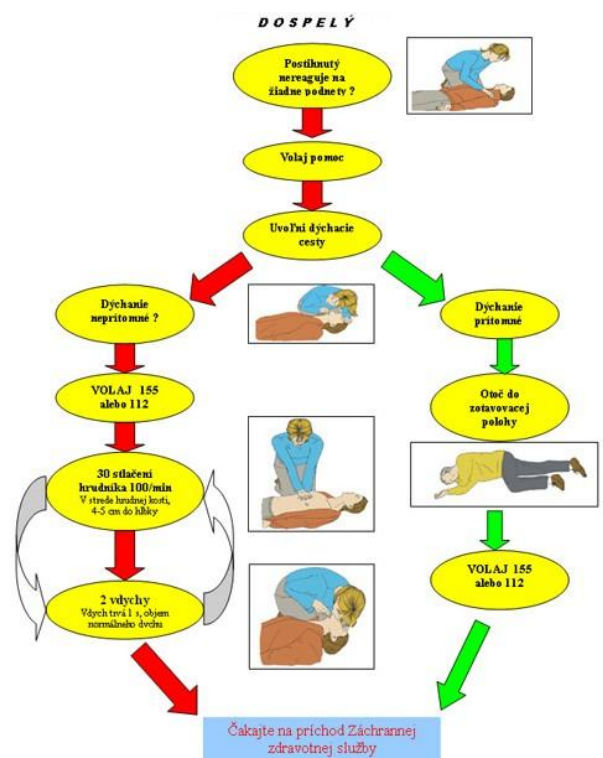 DOSPELÝ
Postihnutý
nereaguje na
žiadne podnety ?
Volaj pomoc
Uvoľni dýchacie
cesty
Dýchanie
neprítomné ?
VOLAJ 155
alebo 112
30 stlačení
hrudníka 100/min
V strede hrudnej kosti,
4-5 cm do hĺbky
2 vdychy
Vdych trvá 1 s, objem
normálneho dychu
Dýchanie
prítomné
Otoč do
zotavovacej
polohy
VOLAJ 155
alebo 112
Čakajte na príchod Záchrannej
zdravotnej služby